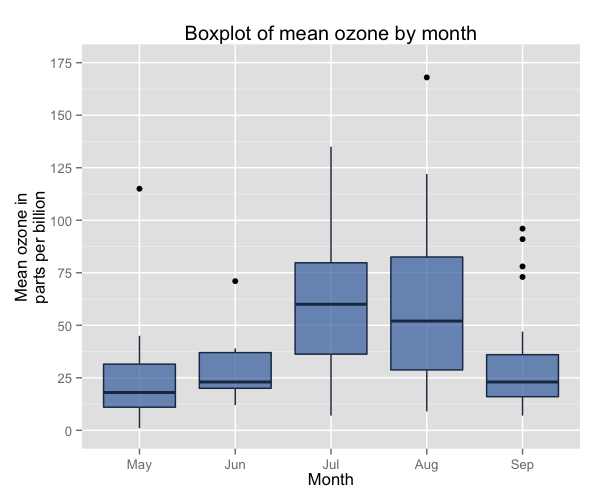 Boxplot of mean ozone by month
Mean ozone in
parts per billion
175
150
125
100
75
50
25
0
May Jun Jul Aug Sep
Month